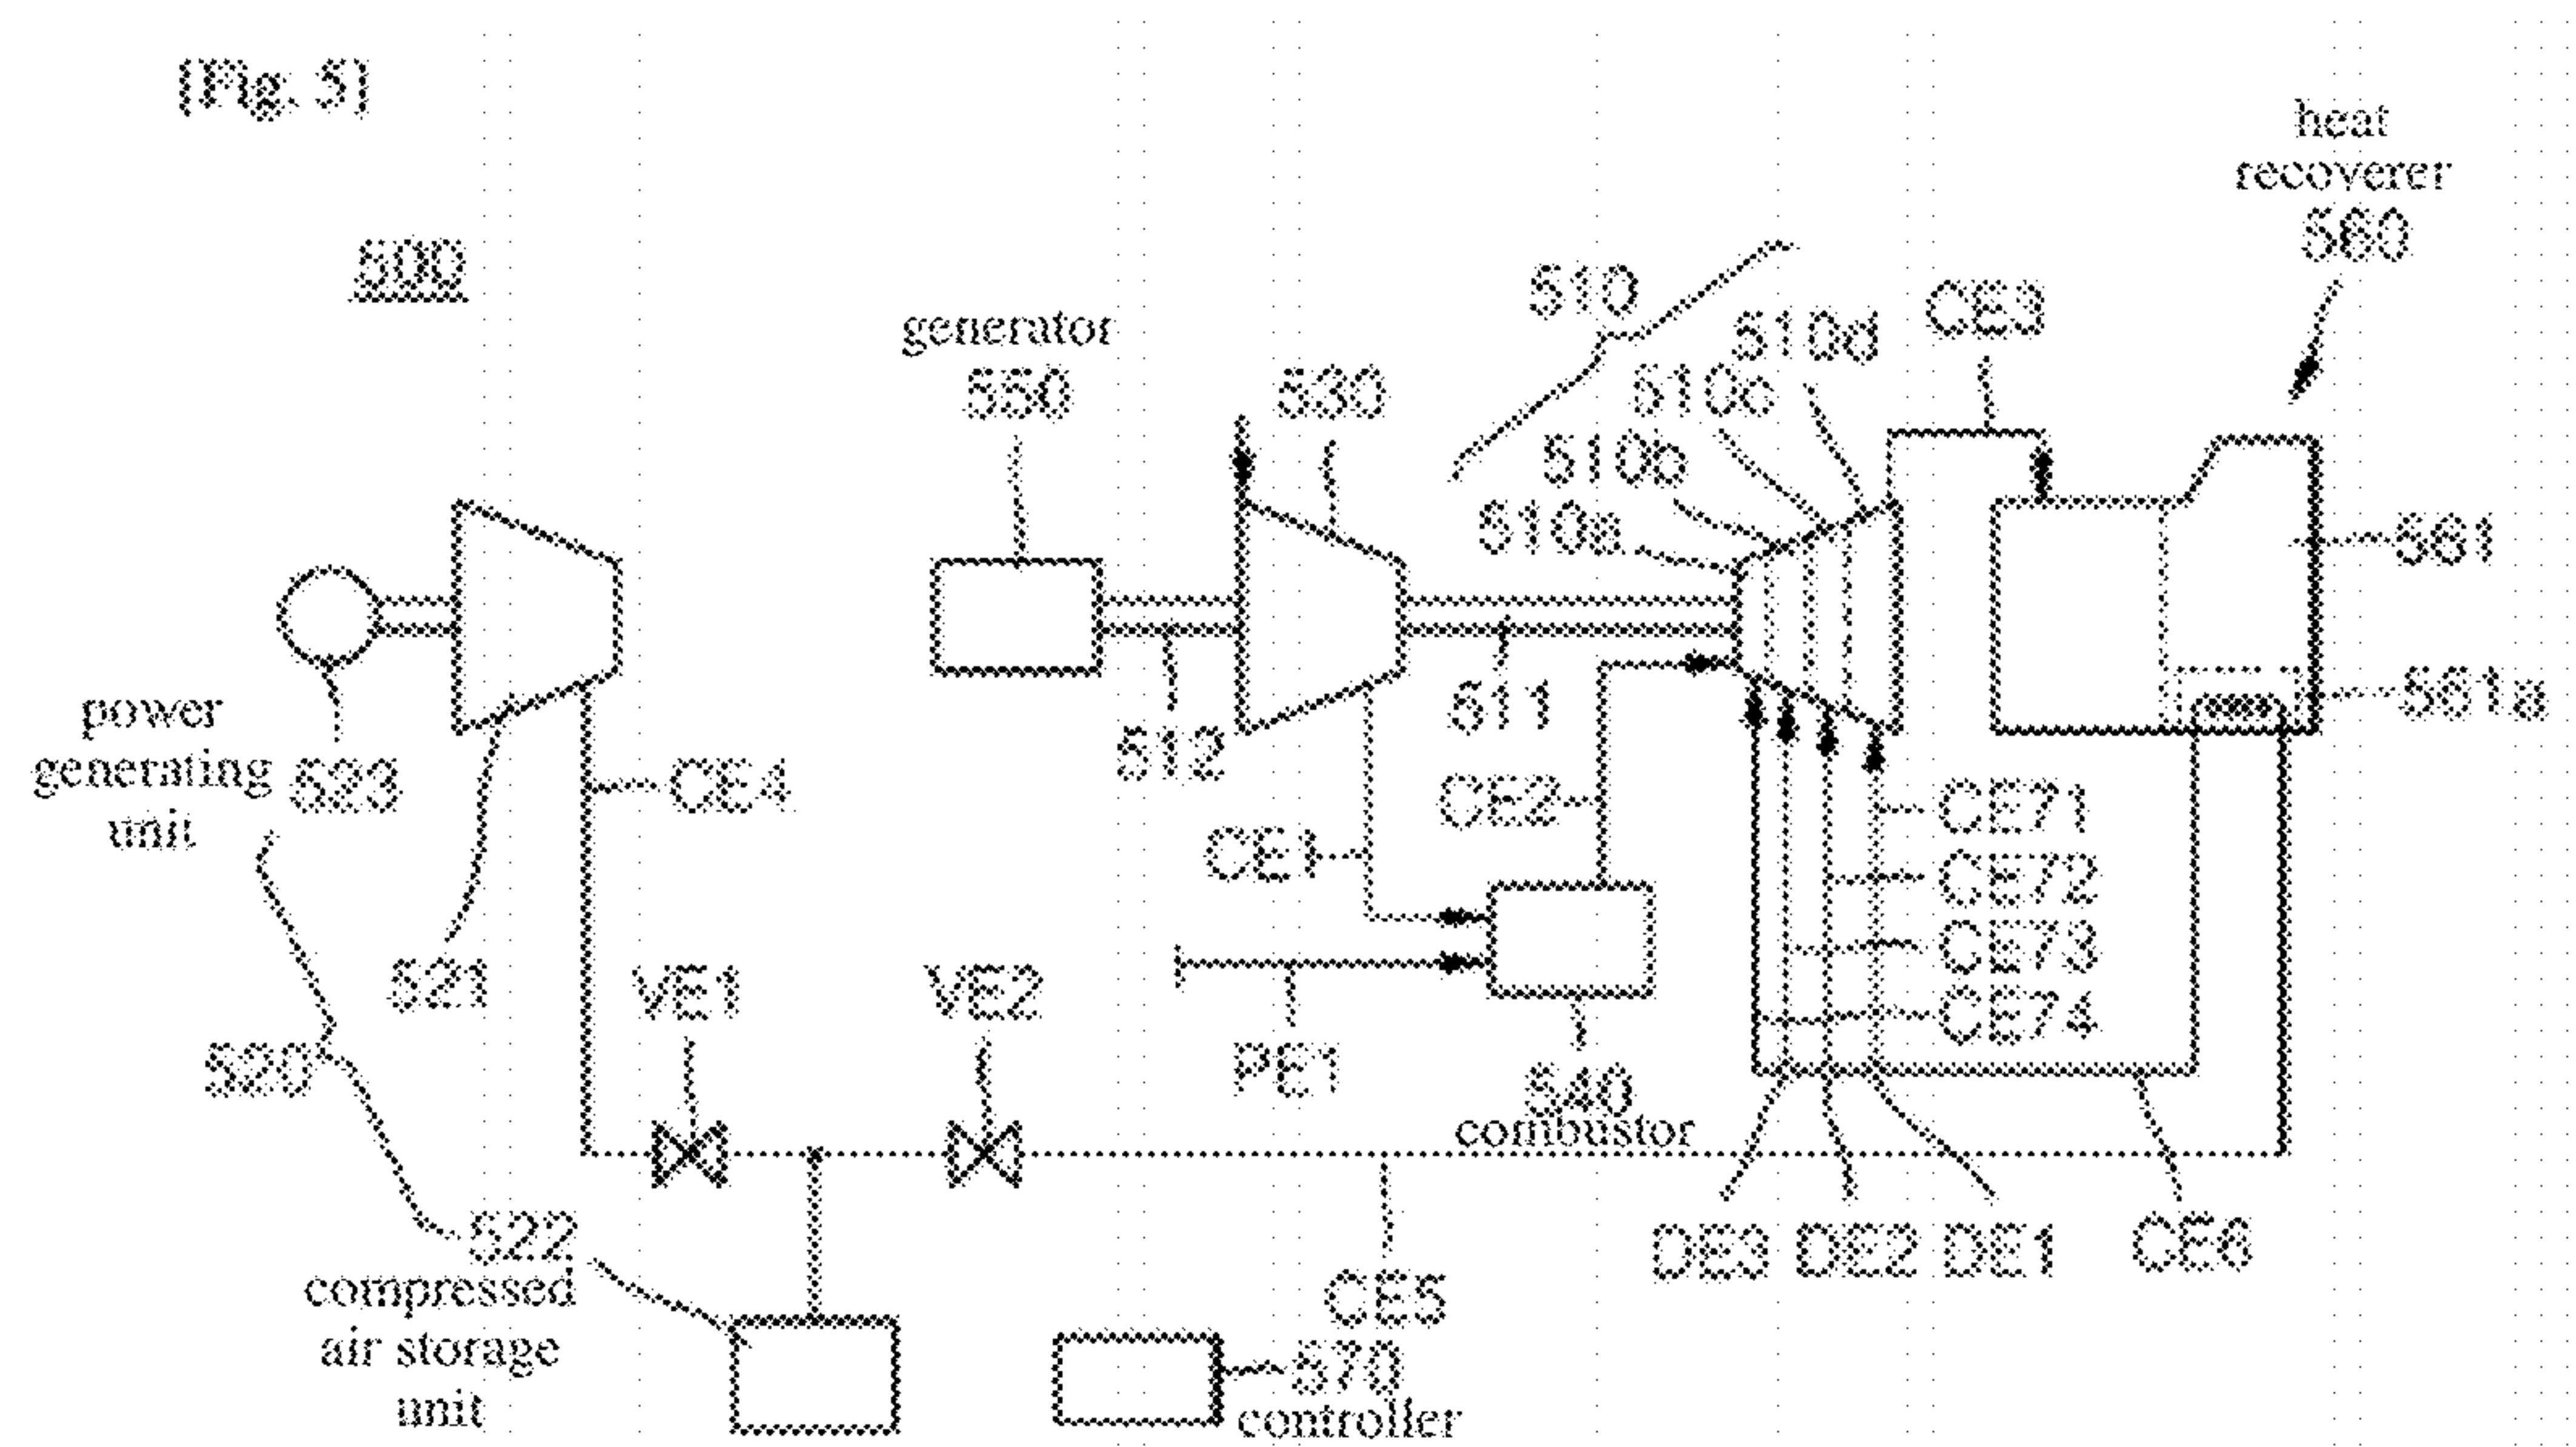 [Fig. 5]
heat
recoverer
560
500
generator
550
530
510
510d
510c
510b
510a
CE3
561
561a
power
generating
unit
523
CE4
512
511
CE2
CE1
CE71
CE72
CE73
CE74
521
VE1
VE2
PE1
540
combustor
520
522
compressed
air storage
unit
DE3
DE2
DE1
CE6
CE5
570
controller